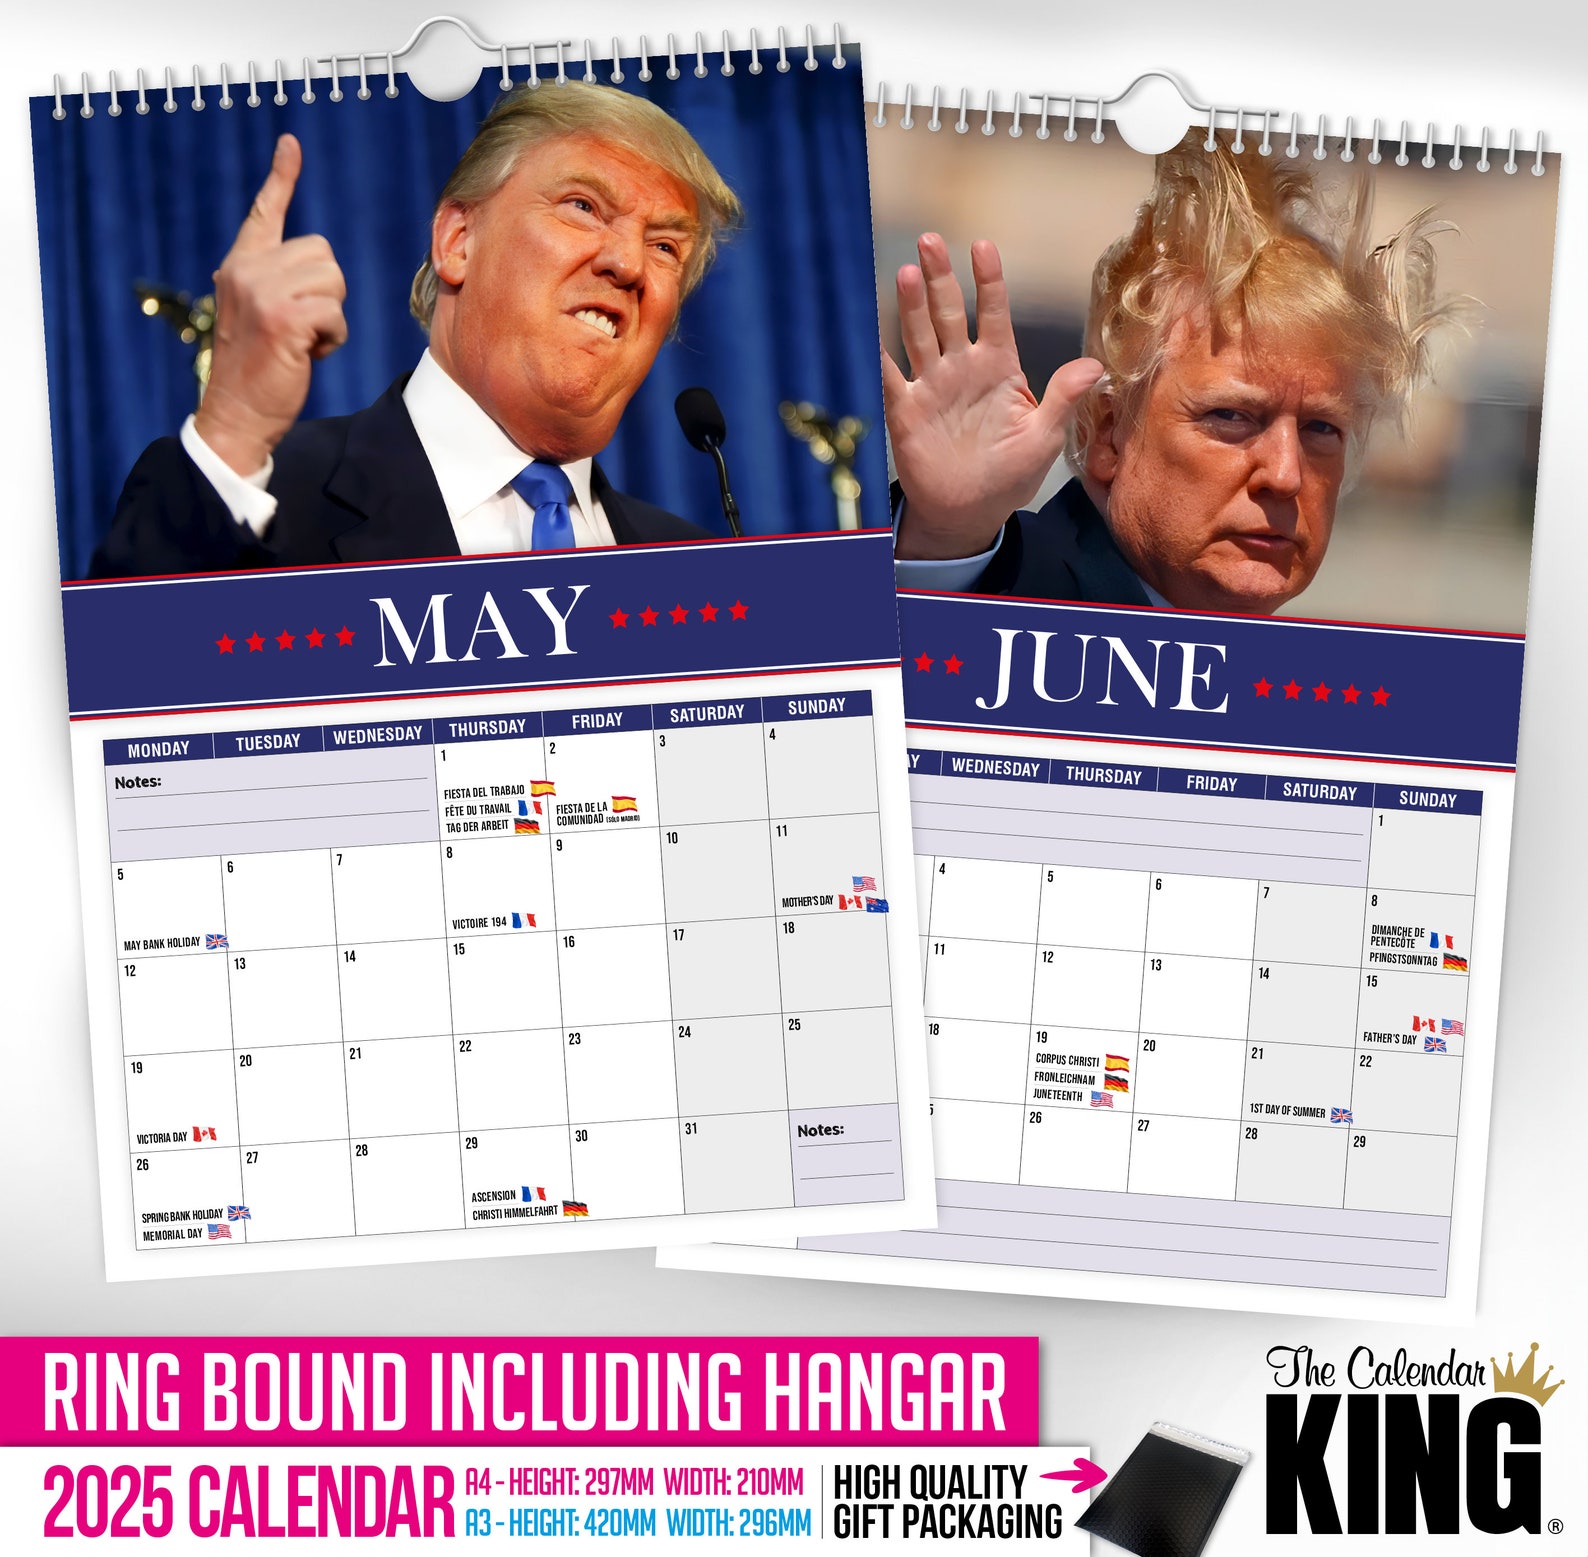 MAY
MONDAY TUESDAY WEDNESDAY THURSDAY FRIDAY SATURDAY SUNDAY
Notes:
1
FIESTA DEL TRABAJO
FÊTE DU TRAVAIL
TAG DER ARBEIT
2
FIESTA DE LA
COMUNIDAD (SÓLO MADRID)
3
4
5
MAY BANK HOLIDAY
6
7
8
VICTOIRE 194
9
10
11
MOTHER'S DAY
12
13
14
15
16
17
18
19
VICTORIA DAY
20
21
22
23
24
25
26
SPRING BANK HOLIDAY
MEMORIAL DAY
27
28
29
ASCENSION
CHRISTI HIMMELFAHRT
30
31
Notes:
JUNE
AY WEDNESDAY THURSDAY FRIDAY SATURDAY SUNDAY
1
4
5
6
7
8
DIMANCHE DE
PENTECÔTE
PFINGSTSONNTAG
11
12
13
14
15
FATHER'S DAY
18
19
CORPUS CHRISTI
FRONLEICHNAM
JUNETEENTH
20
21
1ST DAY OF SUMMER
22
5
26
27
28
29
RING BOUND INCLUDING HANGAR
2025 CALENDAR
A4 - HEIGHT: 297MM WIDTH: 210MM
A3 - HEIGHT: 420MM WIDTH: 296MM
HIGH QUALITY
GIFT PACKAGING
The Calendar
KING®